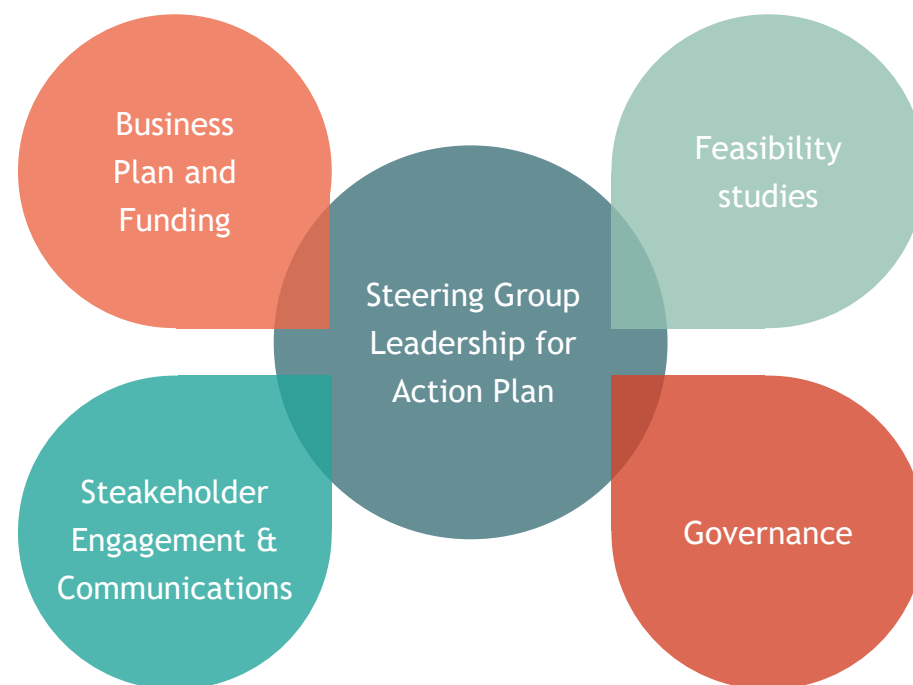 Business
Plan and
Funding
Feasibility
studies
Steering Group
Leadership for
Action Plan
Steakeholder
Engagement &
Communications
Governance